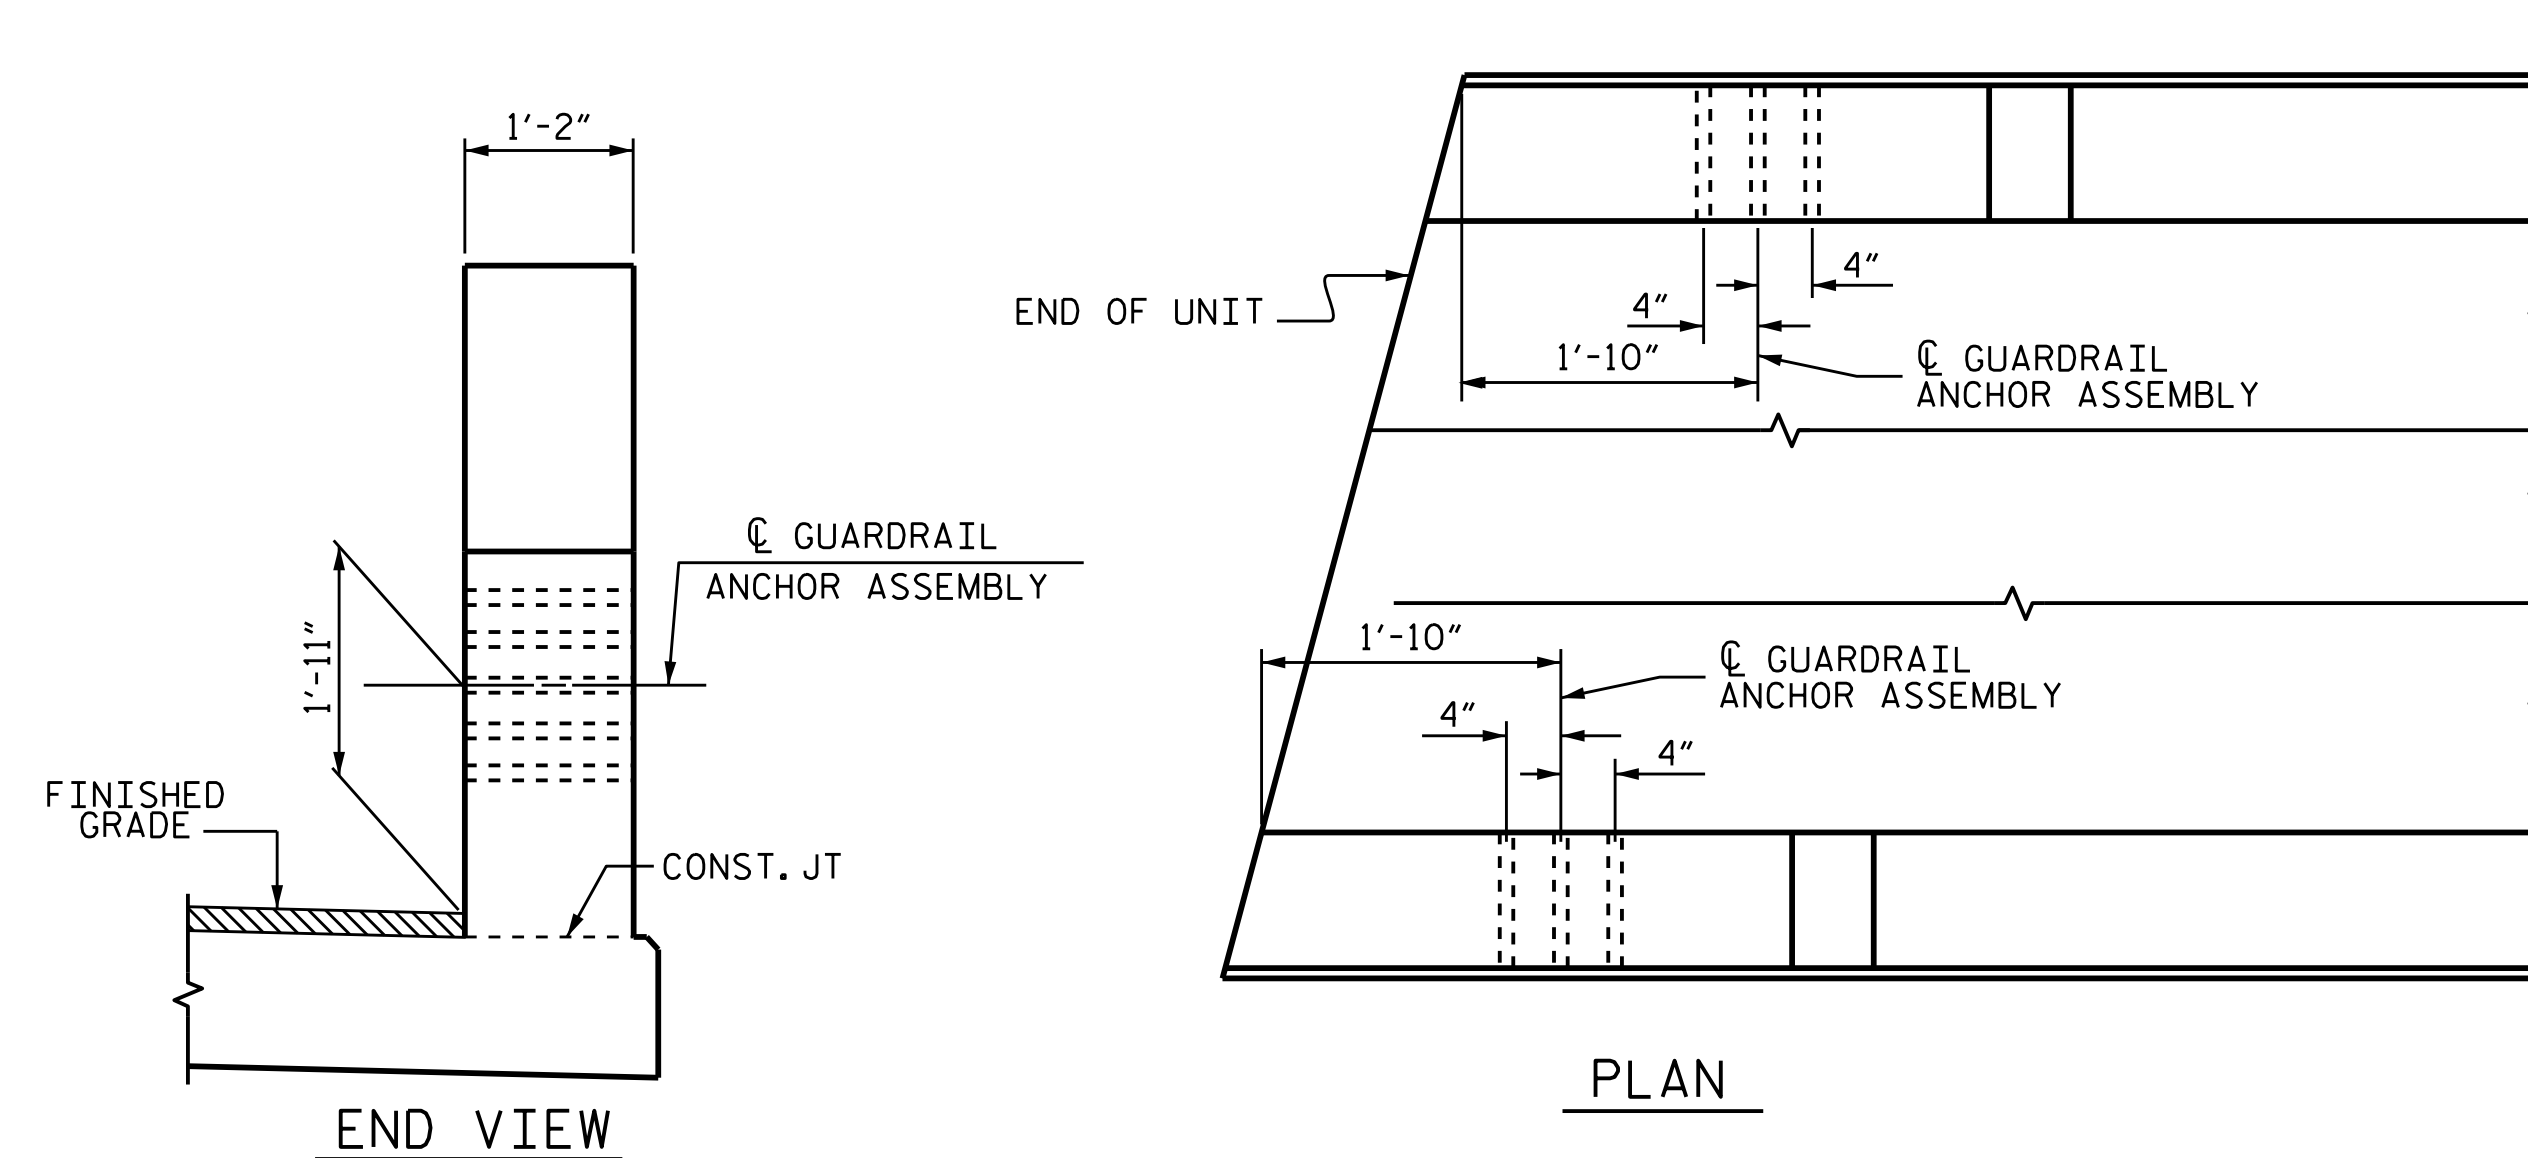 1'-2"
℄ GUARDRAIL
ANCHOR ASSEMBLY
1'-11"
FINISHED
GRADE
CONST. JT
END VIEW
END OF UNIT
4"
4"
1'-10"
℄ GUARDRAIL
ANCHOR ASSEMBLY
1'-10"
℄ GUARDRAIL
ANCHOR ASSEMBLY
4"
4"
PLAN